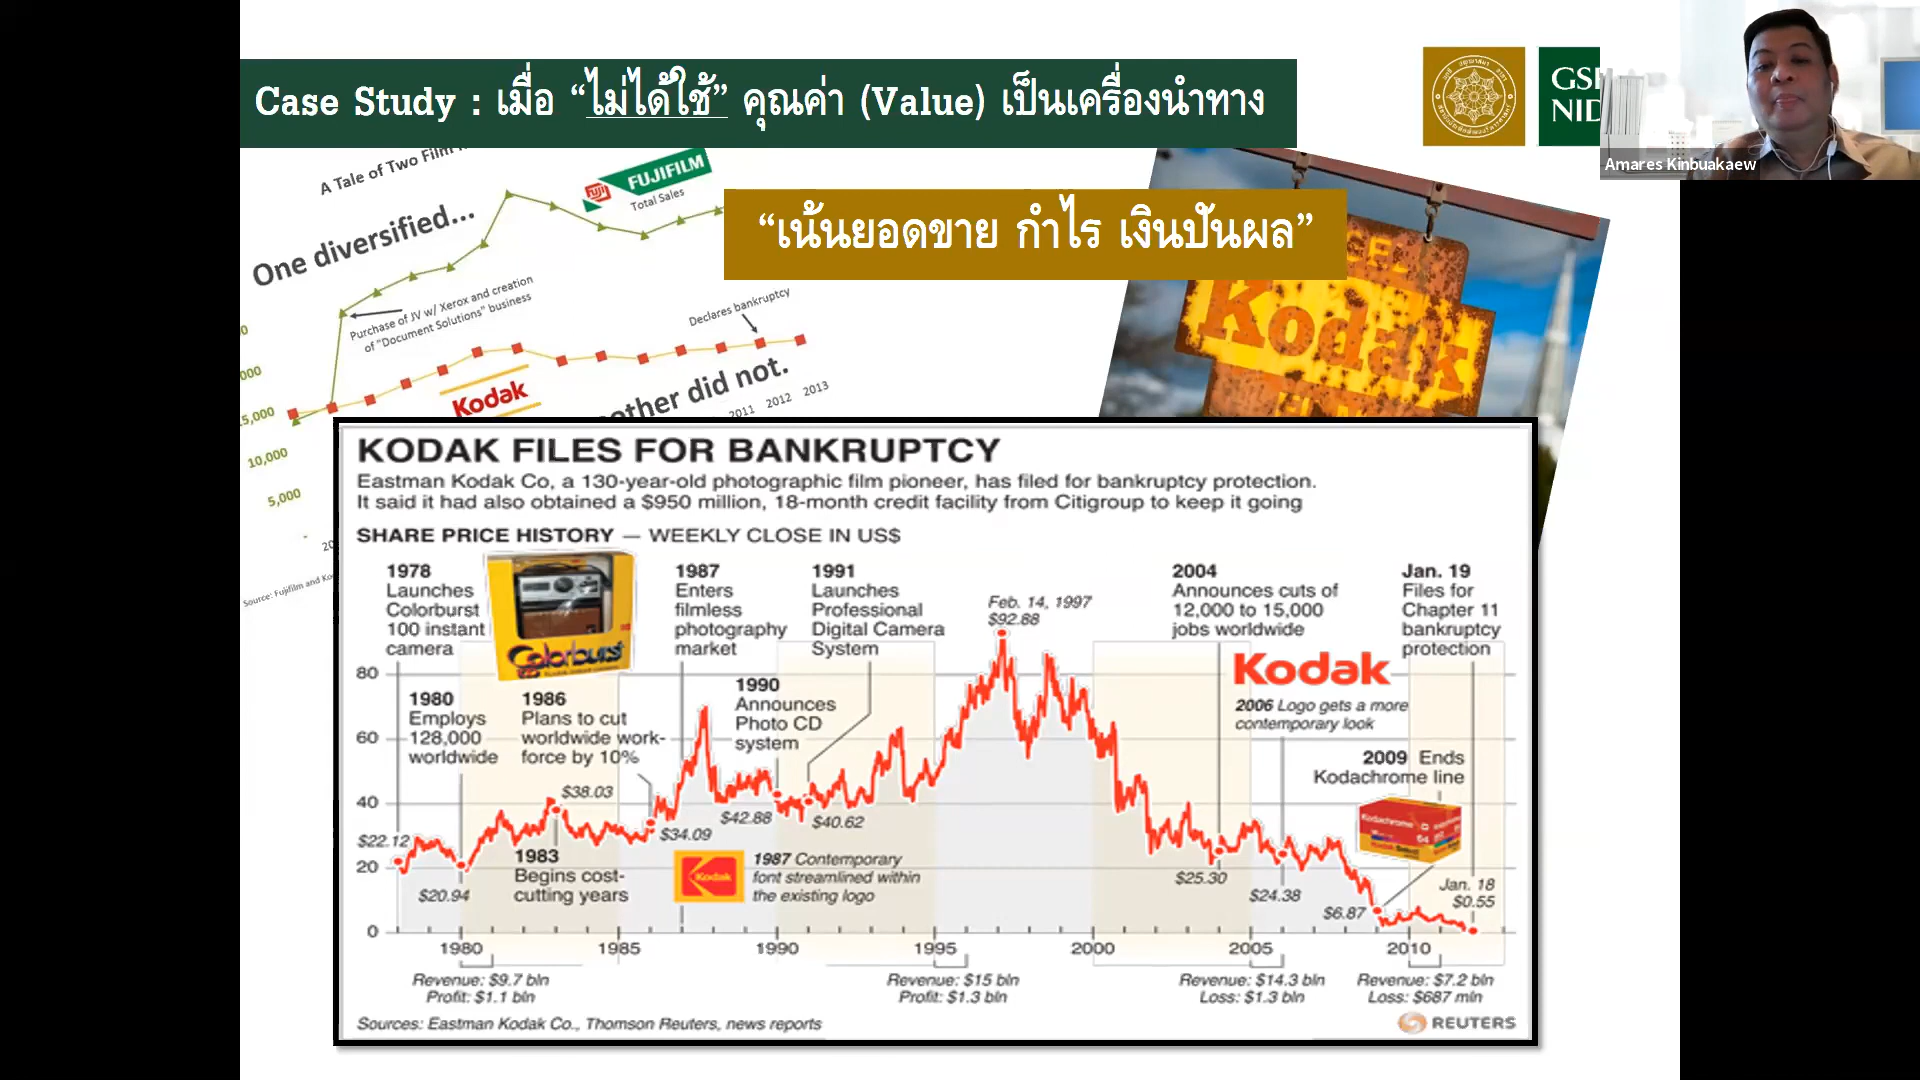 Case Study : เมื่อ “ไม่ได้ใช้” คุณค่า (Value) เป็นเครื่องนำทาง
GSP
NID
Amares Kinbuakaew
A Tale of Two Film
One diversified...
FUJIFILM
Total Sales
“เน้นยอดขาย กำไร เงินปันผล”
Purchase of JV w/ Xerox and creation
of "Document Solutions" business
Declares bankruptcy
Kodak
other did not.
2011 2012 2013
5,000
10,000
5,000
Source: Fujifilm and Ko
Kodak
KODAK FILES FOR BANKRUPTCY
Eastman Kodak Co, a 130-year-old photographic film pioneer, has filed for bankruptcy protection.
It said it had also obtained a $950 million, 18-month credit facility from Citigroup to keep it going
SHARE PRICE HISTORY — WEEKLY CLOSE IN US$
1978
Launches
Colorburst
100 instant
camera
Colorburst
1987
Enters
filmless
photography
market
1991
Launches
Professional
Digital Camera
System
Feb. 14, 1997
$92.88
2004
Announces cuts of
12,000 to 15,000
jobs worldwide
Jan. 19
Files for
Chapter 11
bankruptcy
protection
1980
Employs
128,000
worldwide
1986
Plans to cut
worldwide work-
force by 10%
1990
Announces
Photo CD
system
Kodak
2006 Logo gets a more
contemporary look
2009 Ends
Kodachrome line
Kodachrome
64
80
60
40
20
0
$22.12
$20.94
$38.03
1983
Begins cost-
cutting years
$34.09
$42.88
$40.62
Kodak
1987 Contemporary
font streamlined within
the existing logo
$25.30
$24.38
$6.87
Jan. 18
$0.55
1980 1985 1990 1995 2000 2005 2010
Revenue: $9.7 bln
Profit: $1.1 bln
Revenue: $15 bln
Profit: $1.3 bln
Revenue: $14.3 bln
Loss: $1.3 bln
Revenue: $7.2 bln
Loss: $687 mln
Sources: Eastman Kodak Co., Thomson Reuters, news reports
REUTERS